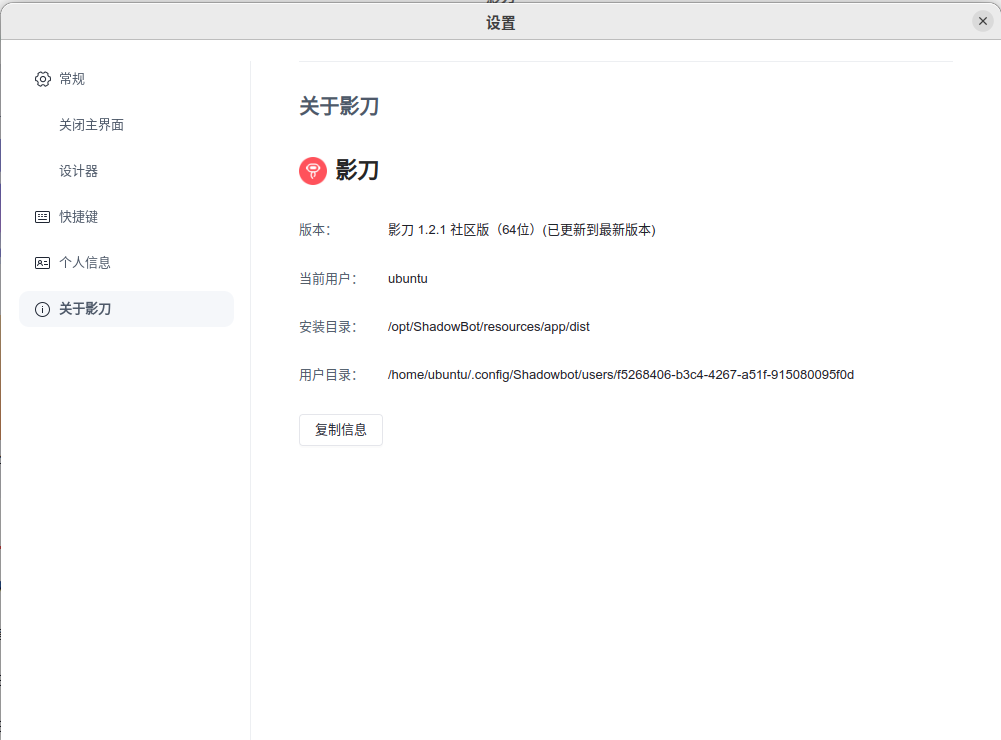 设置
常规
关闭主界面
设计器
快捷键
个人信息
关于影刀
关于影刀
影刀
版本： 影刀 1.2.1 社区版（64位）(已更新到最新版本)
当前用户： ubuntu
安装目录： /opt/ShadowBot/resources/app/dist
用户目录： /home/ubuntu/.config/Shadowbot/users/f5268406-b3c4-4267-a51f-915080095f0d
复制信息